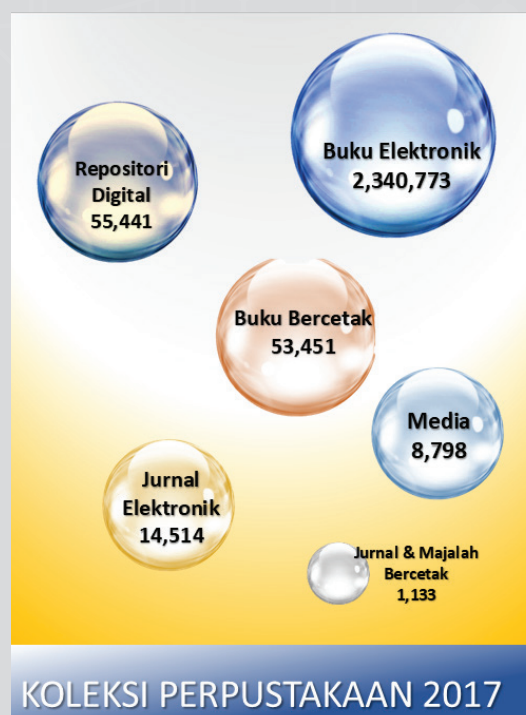 Repositori
Digital
55,441
Buku Elektronik
2,340,773
Buku Bercetak
53,451
Media
8,798
Jurnal
Elektronik
14,514
Jurnal & Majalah
Bercetak
1,133
KOLEKSI PERPUSTAKAAN 2017